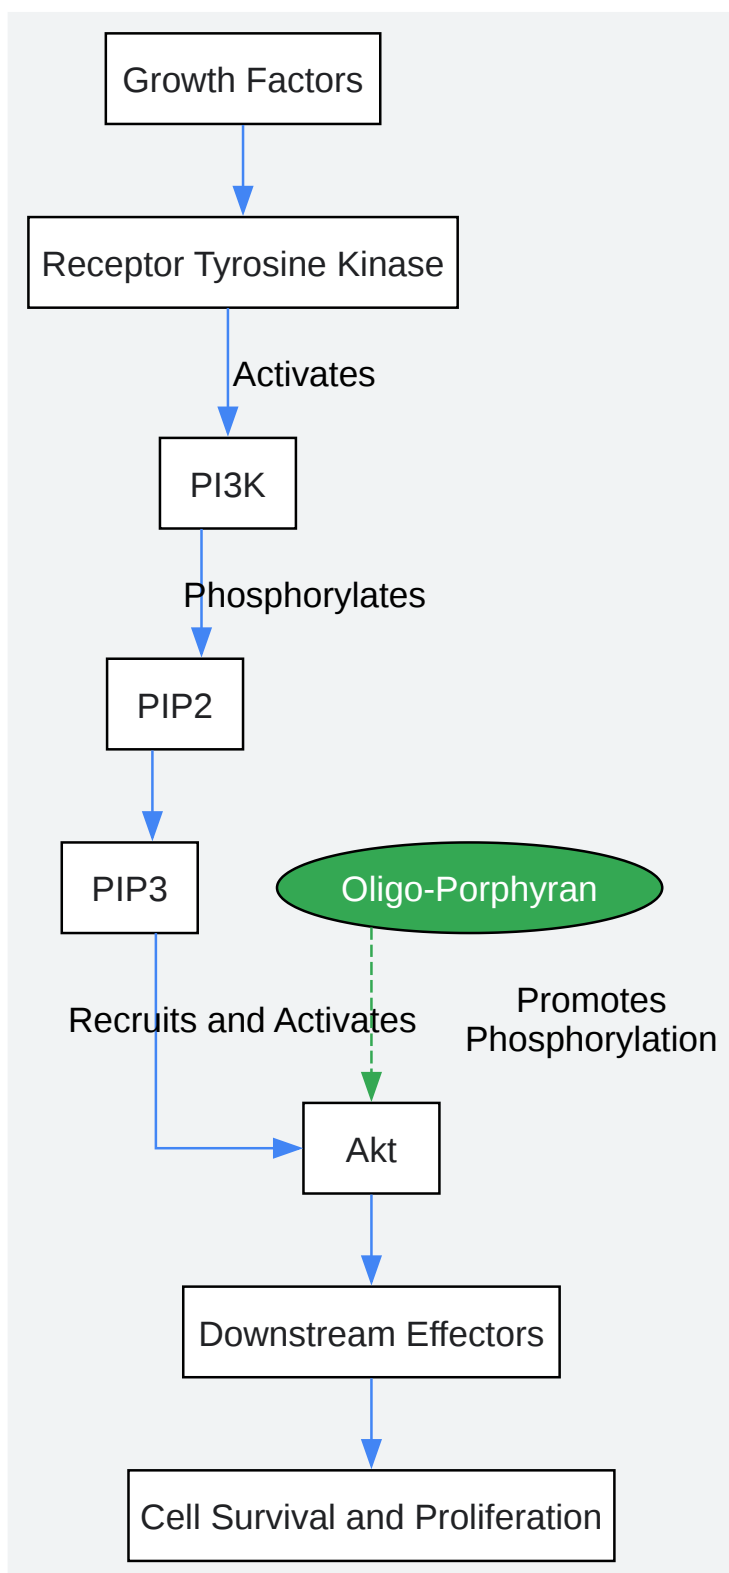 Growth Factors
Receptor Tyrosine Kinase
Activates
PI3K
Phosphorylates
PIP2
PIP3
Oligo-Porphyran
Recruits and Activates
Promotes
Phosphorylation
Akt
Downstream Effectors
Cell Survival and Proliferation